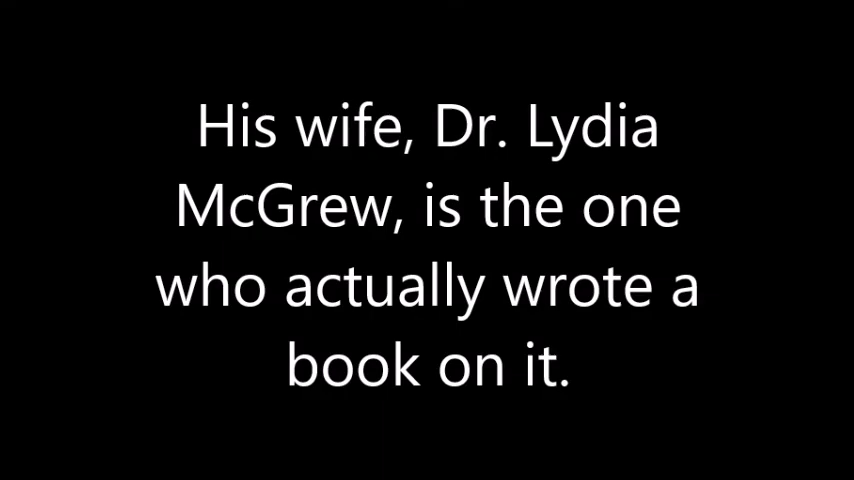 His wife, Dr. Lydia
McGrew, is the one
who actually wrote a
book on it.